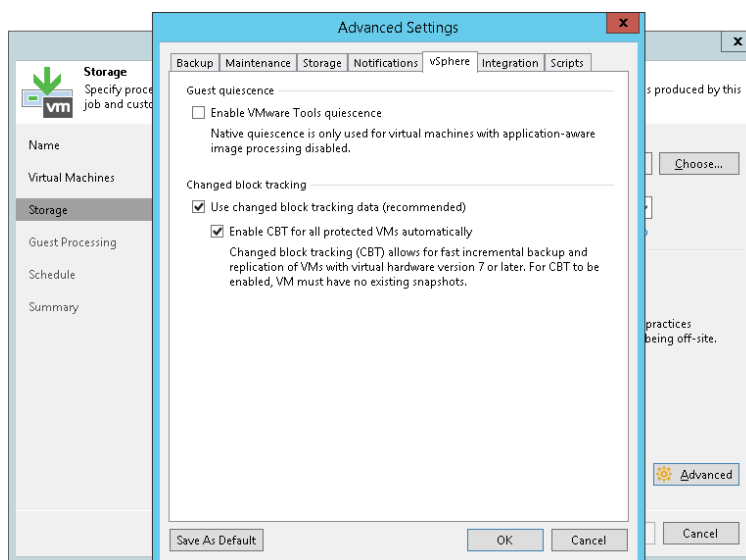 Advanced Settings
x
x
Backup Maintenance Storage Notifications vSphere Integration Scripts
Storage
Specify proce
job and custo
s produced by this
vm
Guest quiescence
Enable VMware Tools quiescence
Native quiescence is only used for virtual machines with application-aware
image processing disabled.
Changed block tracking
Use changed block tracking data (recommended)
Enable CBT for all protected VMs automatically
Changed block tracking (CBT) allows for fast incremental backup and
replication of VMs with virtual hardware version 7 or later. For CBT to be
enabled, VM must have no existing snapshots.
Name
Virtual Machines
Storage
Guest Processing
Schedule
Summary
Choose...
practices
being off-site.
Advanced
Save As Default
OK
Cancel
Cancel